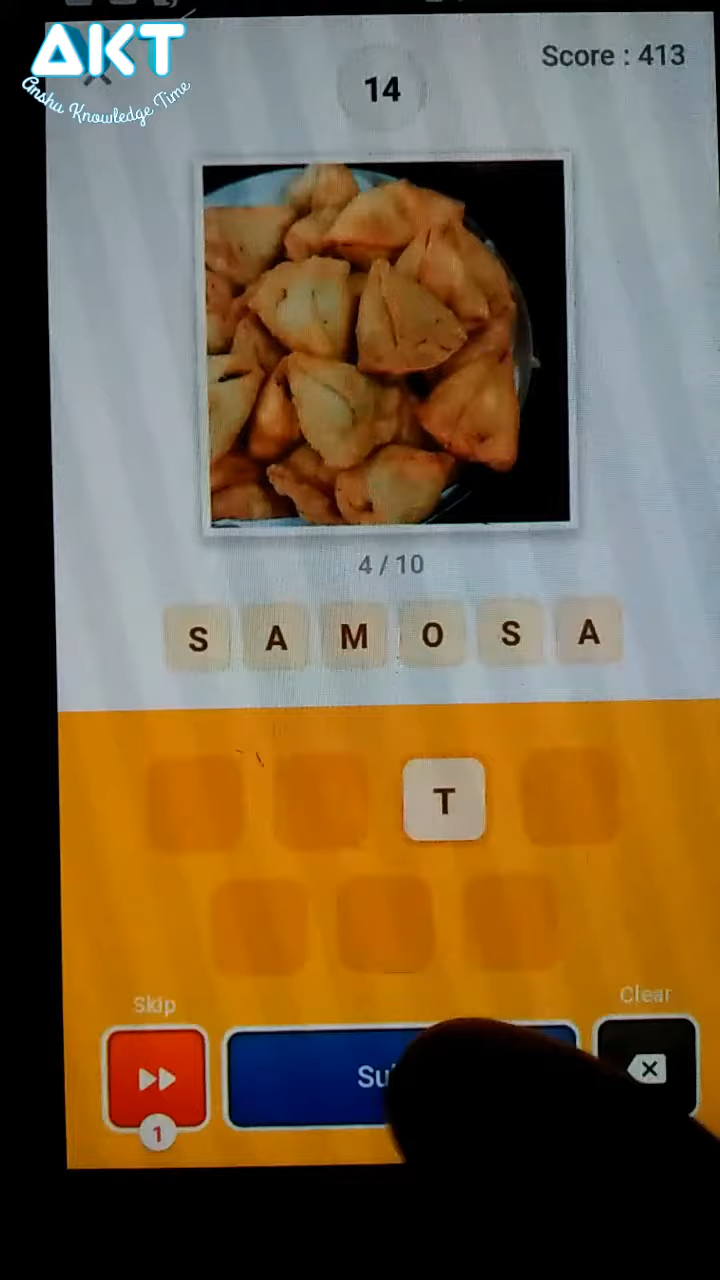 AKT
Anshu Knowledge Time
Score : 413
14
4 / 10
S A M O S A
T
Skip
Clear
1